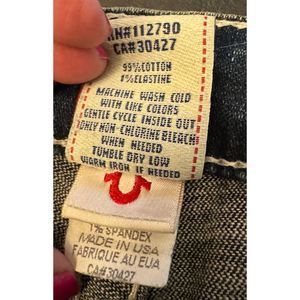 RN#112790
CA#30427
99%COTTON
1%ELASTINE
MACHINE WASH COLD
WITH LIKE COLORS
GENTLE CYCLE INSIDE OUT
ONLY NON-CHLORINE BLEACH
WHEN NEEDED
TUMBLE DRY LOW
WARM IRON IF NEEDED
1% SPANDEX
MADE IN USA
FABRIQUE AU EUA
CA#30427